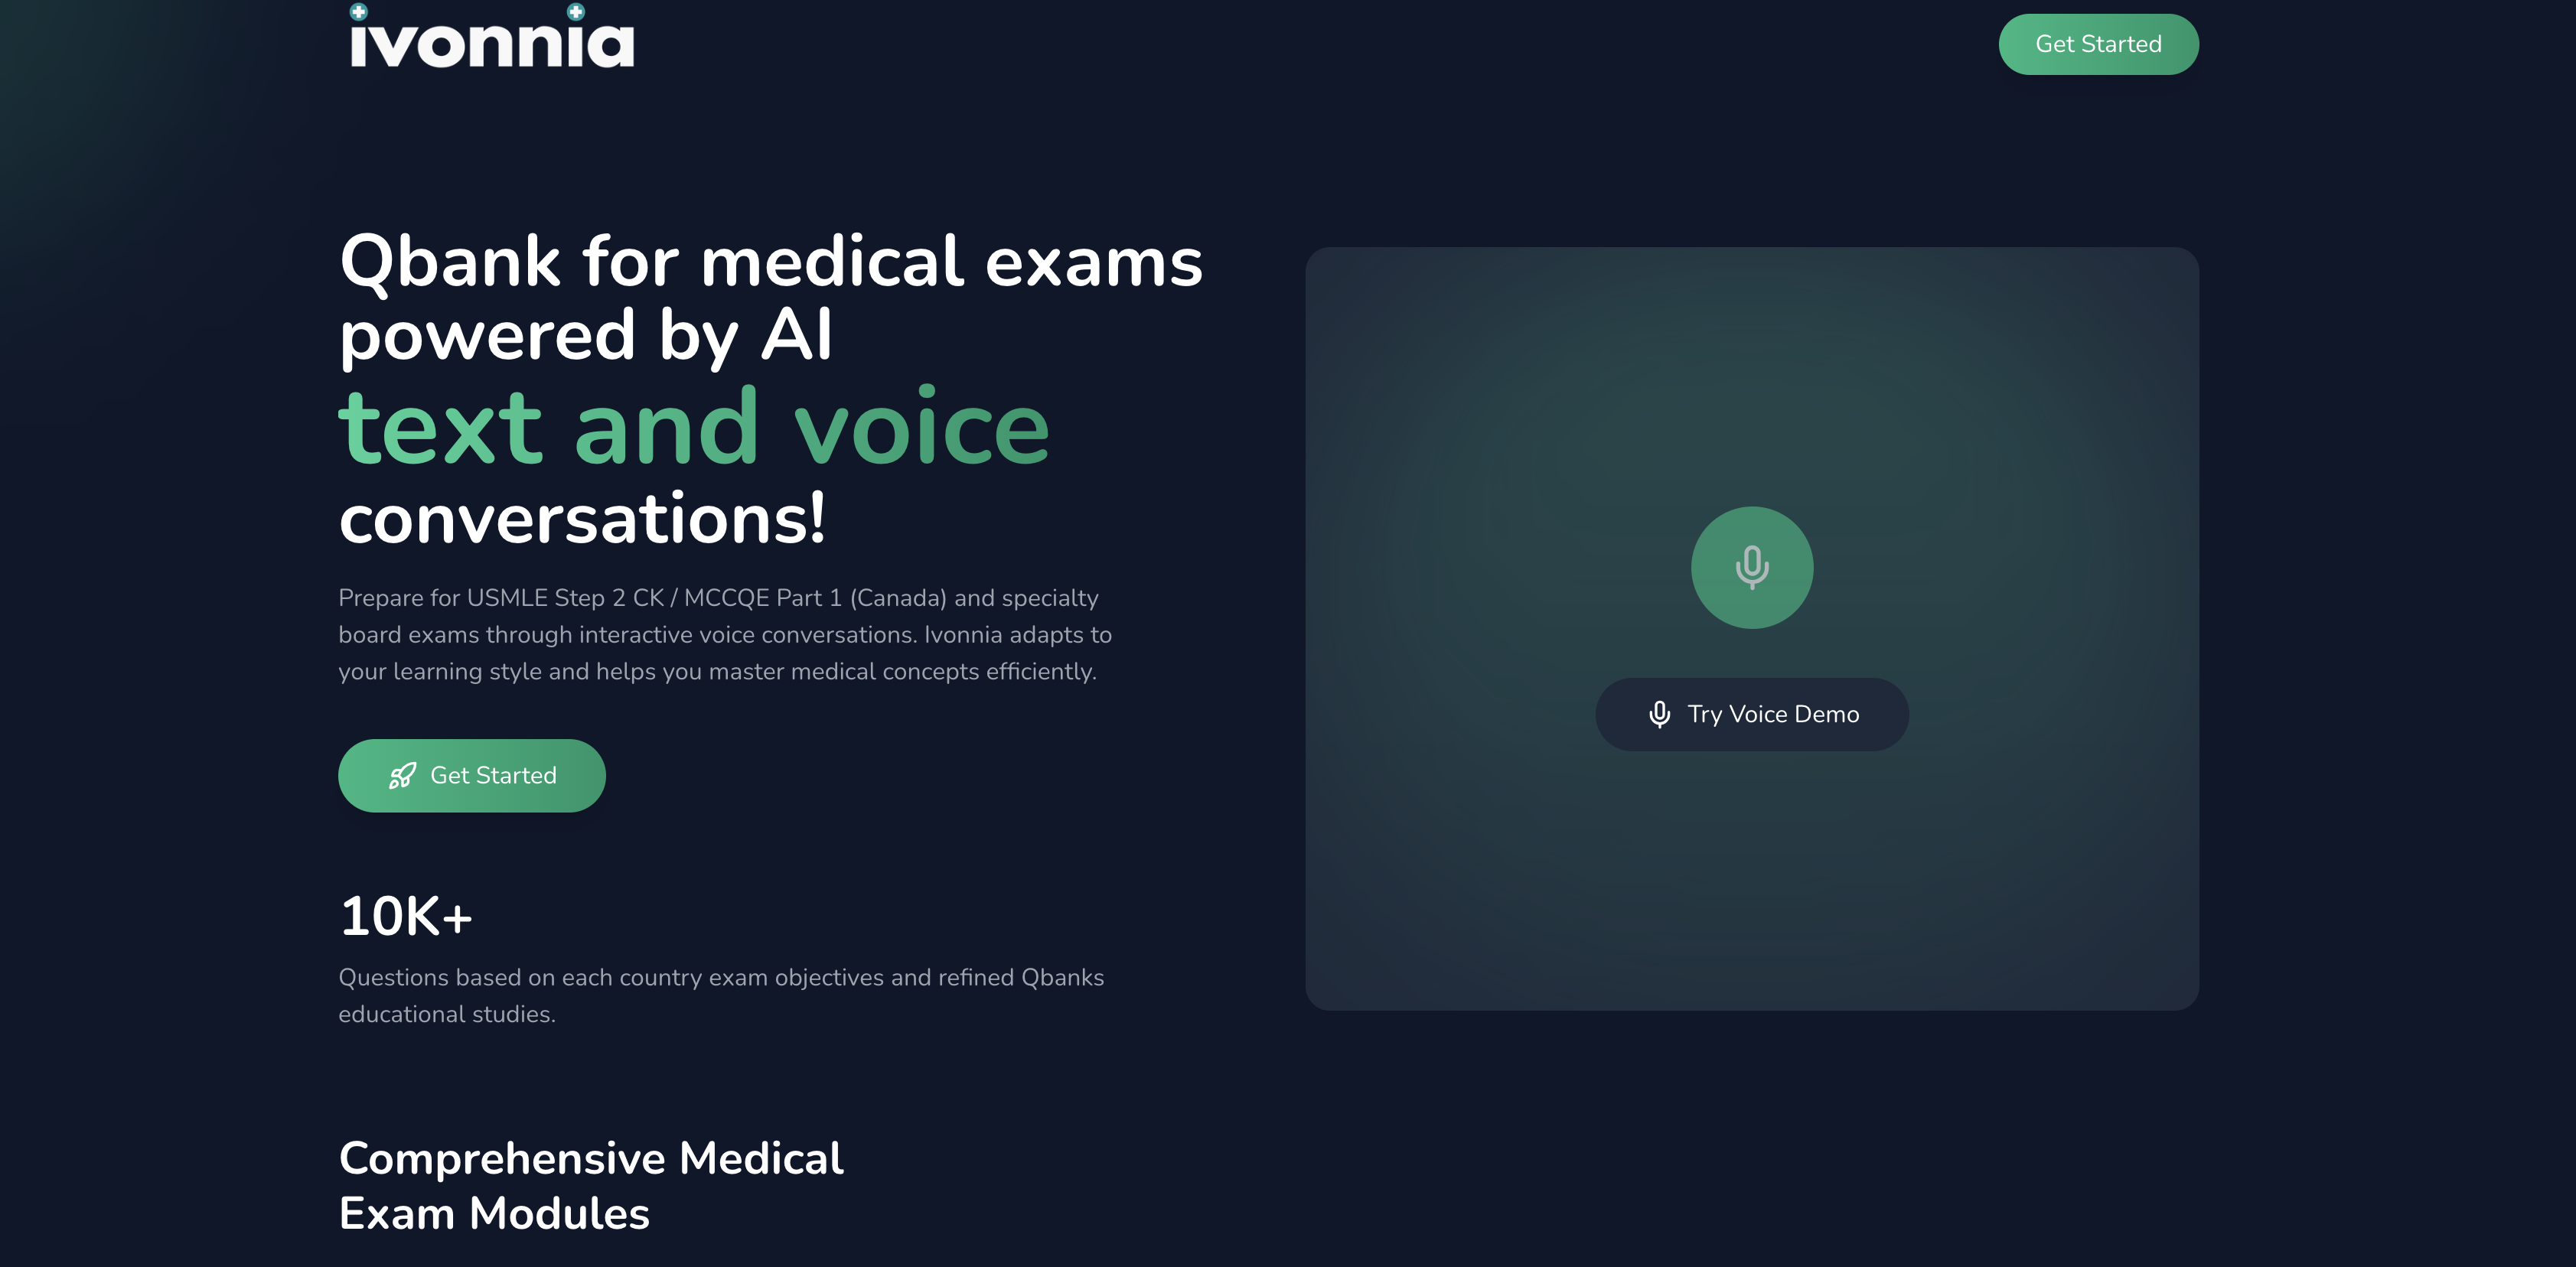 ivonnia
Get Started
Qbank for medical exams
powered by AI
text and voice
conversations!
Prepare for USMLE Step 2 CK / MCCQE Part 1 (Canada) and specialty
board exams through interactive voice conversations. Ivonnia adapts to
your learning style and helps you master medical concepts efficiently.
Get Started
10K+
Questions based on each country exam objectives and refined Qbanks
educational studies.
Try Voice Demo
Comprehensive Medical
Exam Modules